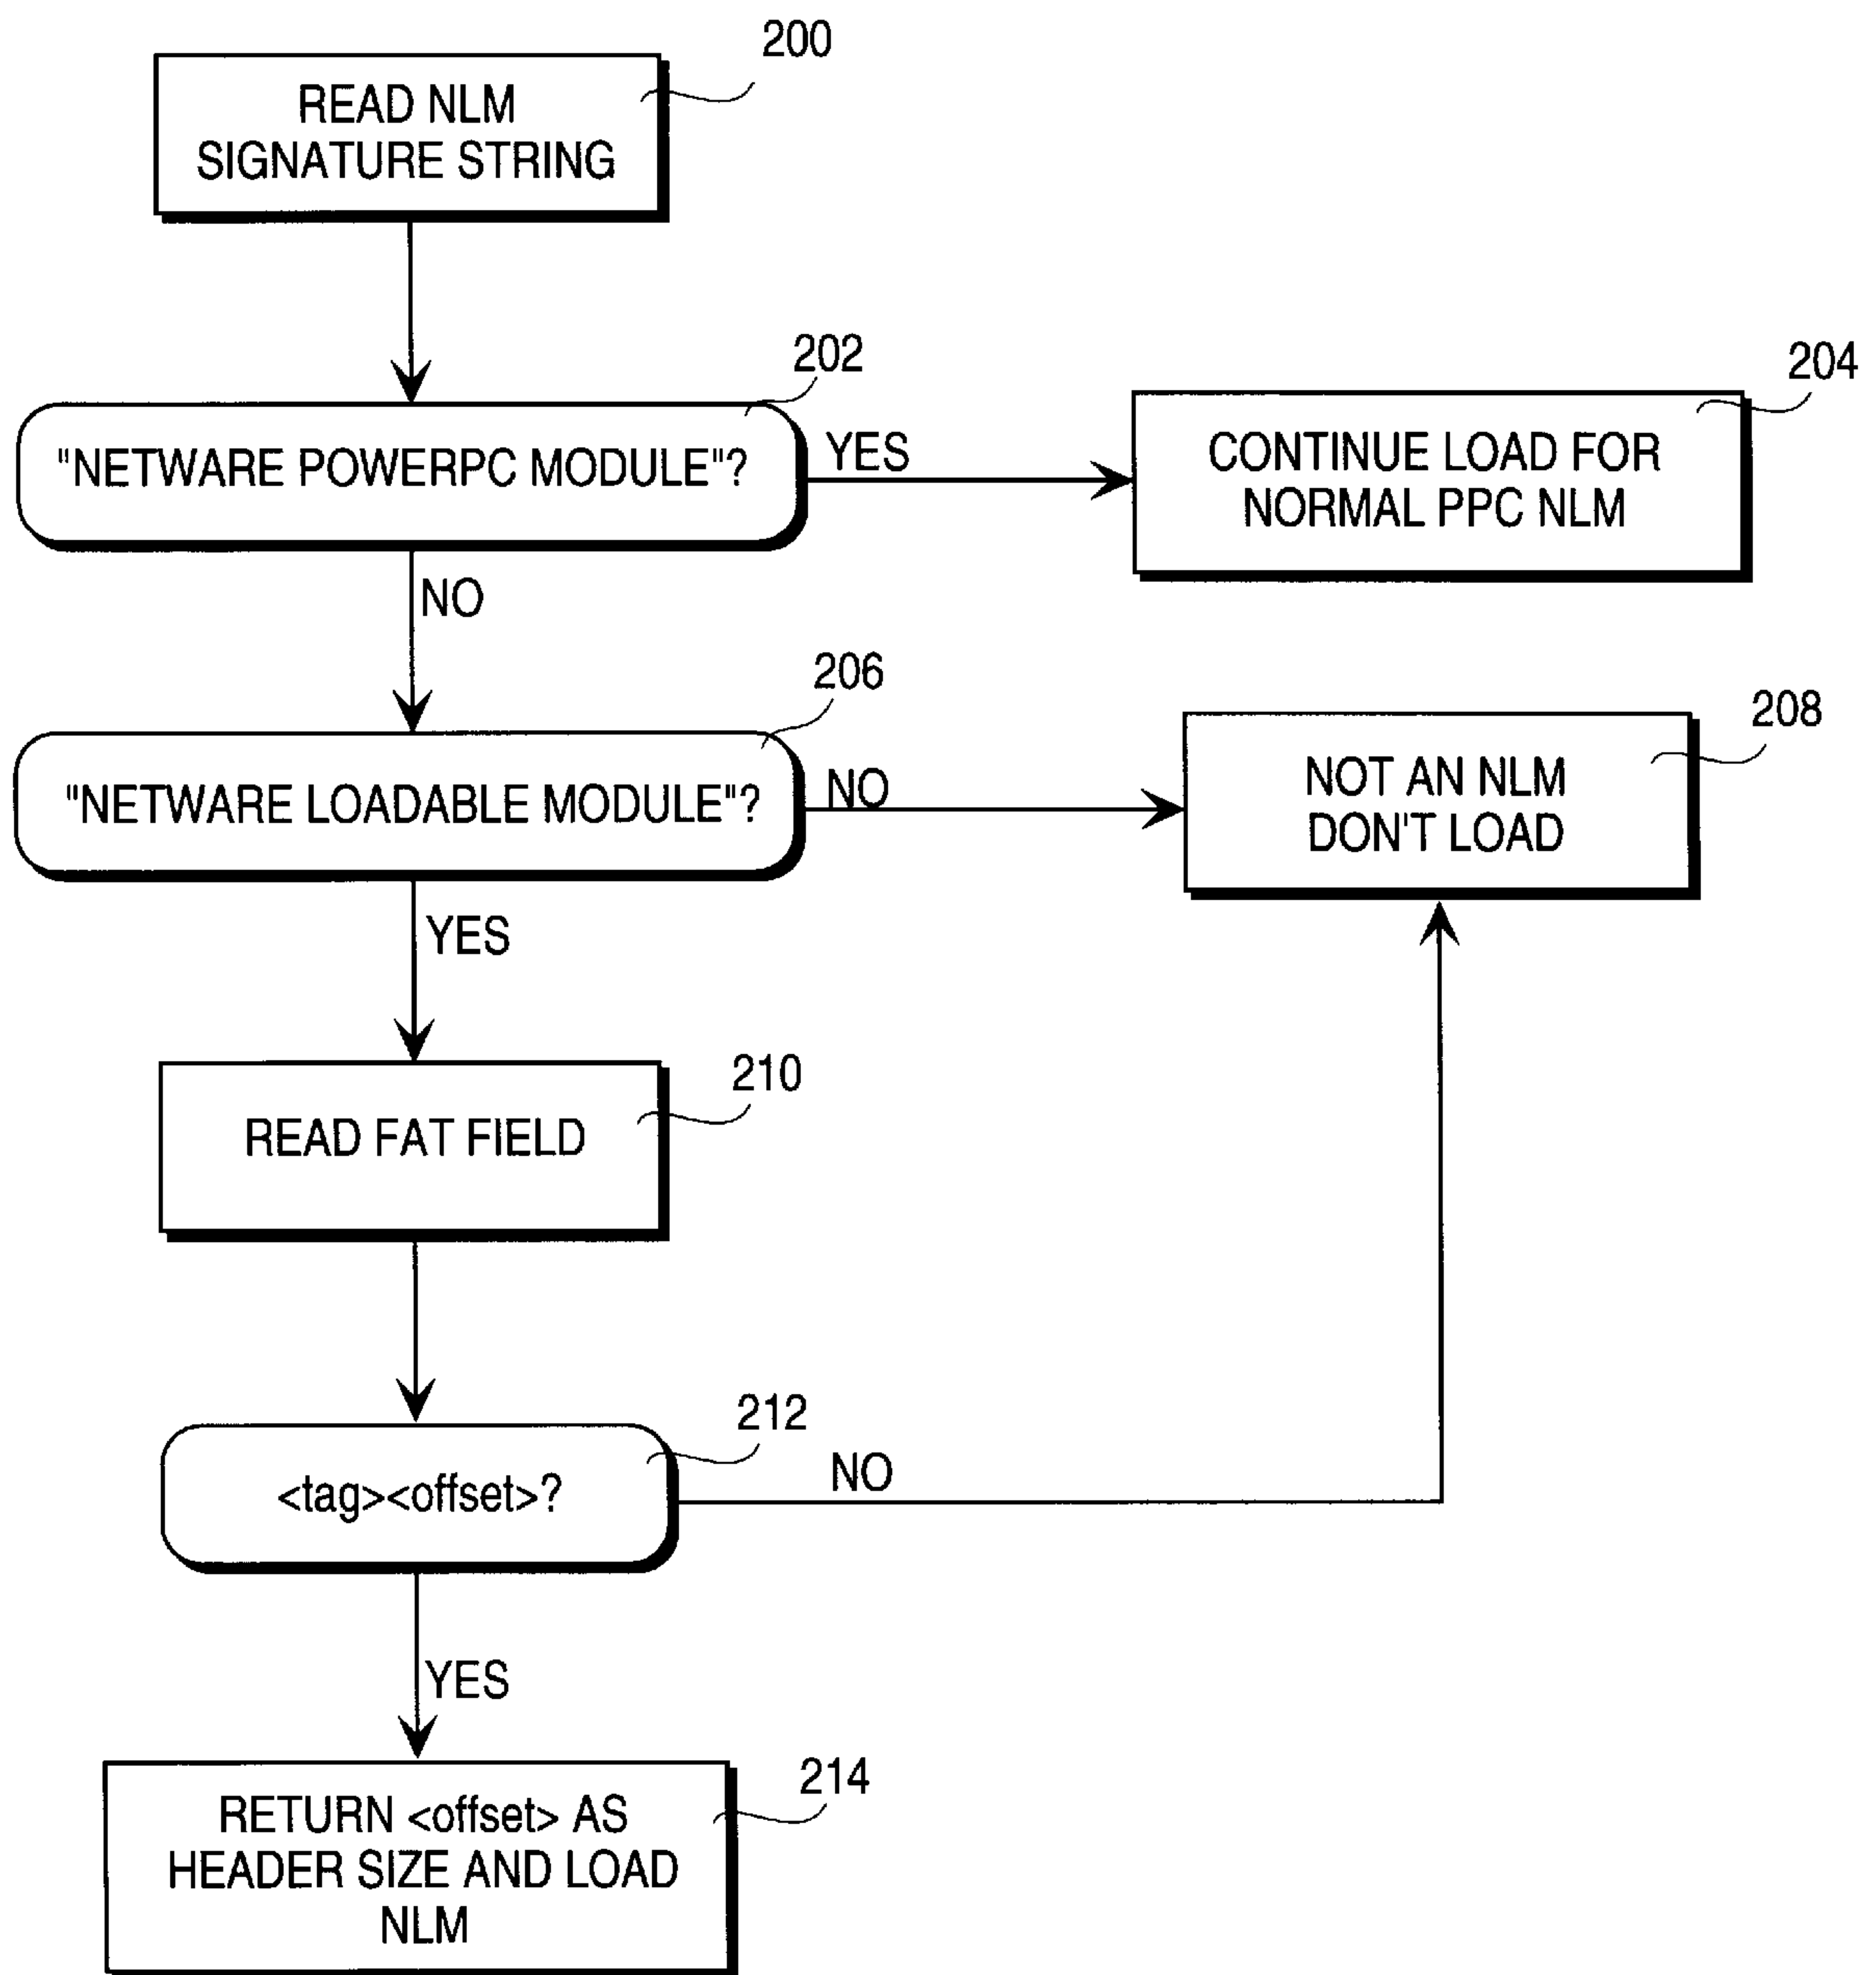 200
READ NLM
SIGNATURE STRING
202
"NETWARE POWERPC MODULE"?
YES
204
CONTINUE LOAD FOR
NORMAL PPC NLM
NO
206
"NETWARE LOADABLE MODULE"?
NO
208
NOT AN NLM
DON'T LOAD
YES
210
READ FAT FIELD
212
<tag><offset>?
NO
YES
214
RETURN <offset> AS
HEADER SIZE AND LOAD
NLM